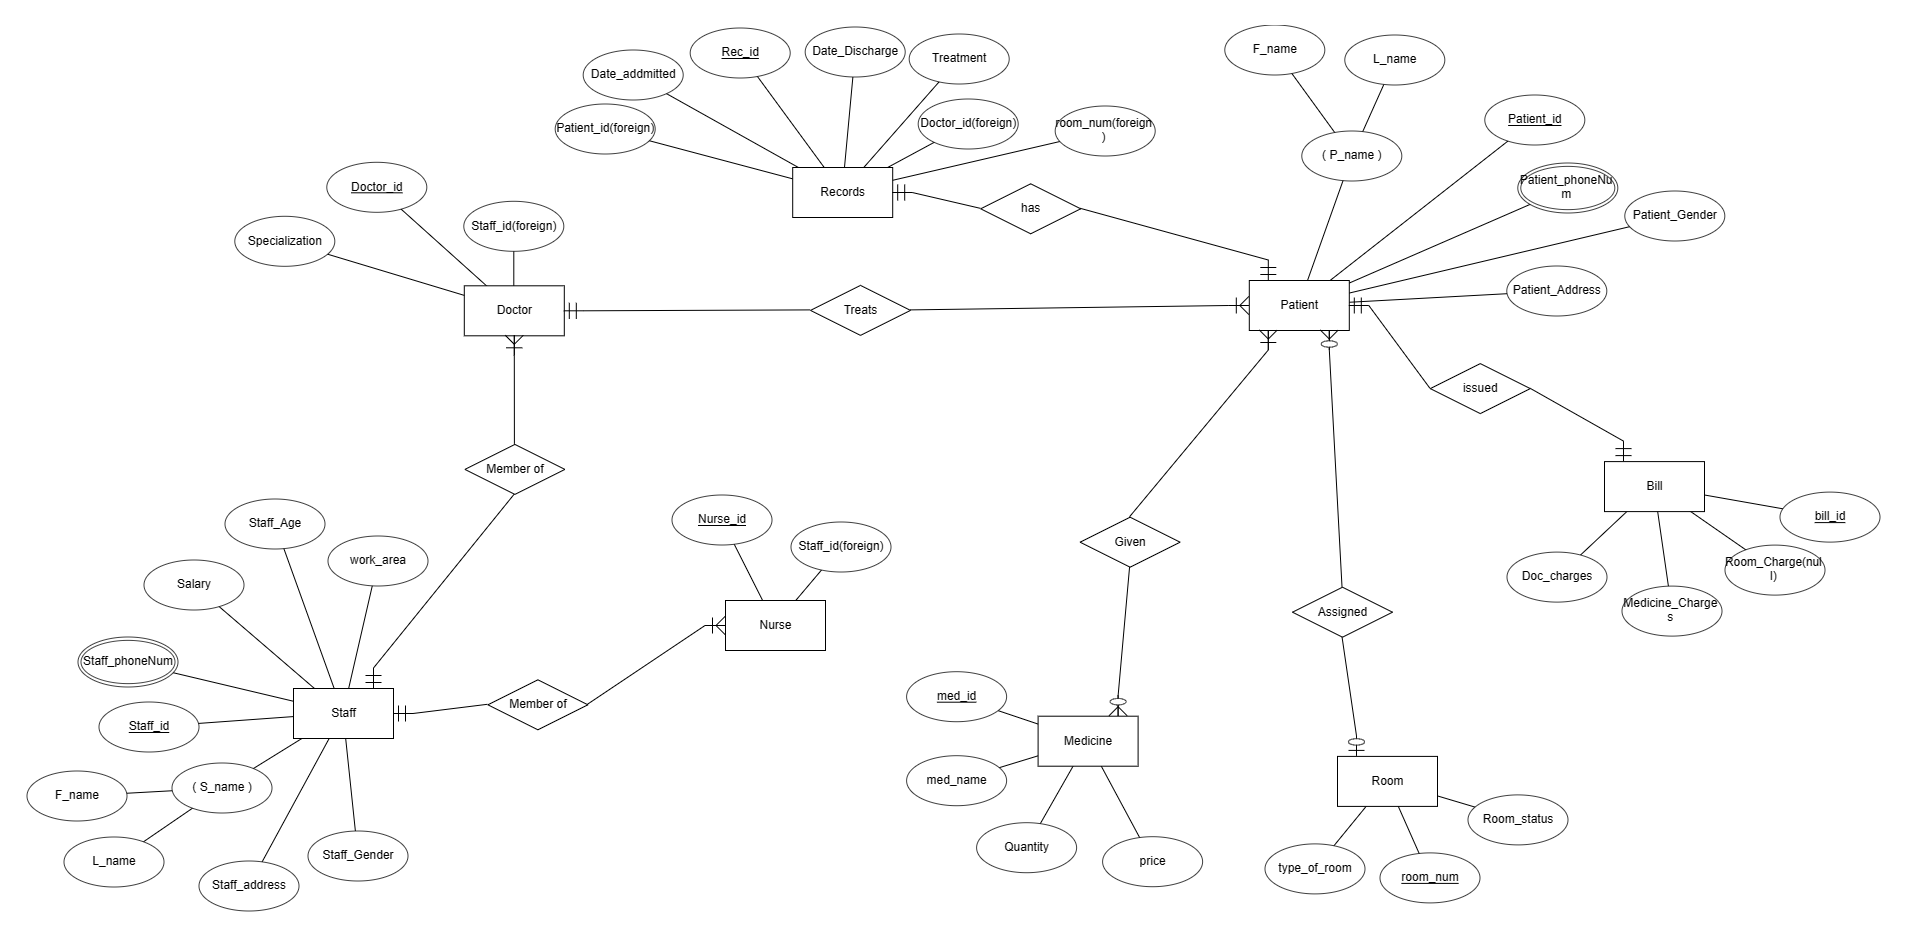 Rec_id
Date_Discharge
Treatment
F_name
L_name
Date_addmitted
Patient_id(foreign)
Doctor_id(foreign)
room_num(foreign
)
Patient_id
( P_name )
Patient_phoneNu
m
Patient_Gender
Records
has
Doctor_id
Staff_id(foreign)
Specialization
Patient_Address
Doctor
Treats
Patient
issued
Member of
Bill
bill_id
Doc_charges
Medicine_Charge
s
Room_Charge(nul
l)
Staff_Age
work_area
Salary
Nurse_id
Staff_id(foreign)
Given
Assigned
Nurse
Staff_phoneNum
Staff_id
Staff
Member of
med_id
Medicine
med_name
Quantity
price
Room
Room_status
type_of_room
room_num
( S_name )
F_name
L_name
Staff_address
Staff_Gender